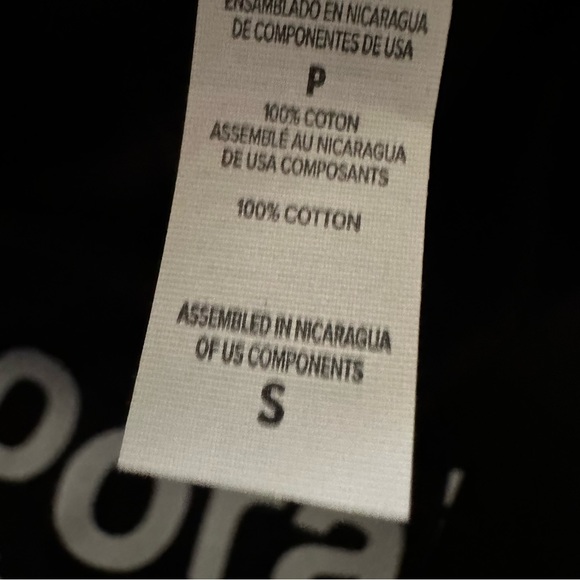 ENSAMBLADO EN NICARAGUA
DE COMPONENTES DE USA
P
100% COTON
ASSEMBLÉ AU NICARAGUA
DE USA COMPOSANTS
100% COTTON
ASSEMBLED IN NICARAGUA
OF US COMPONENTS
S